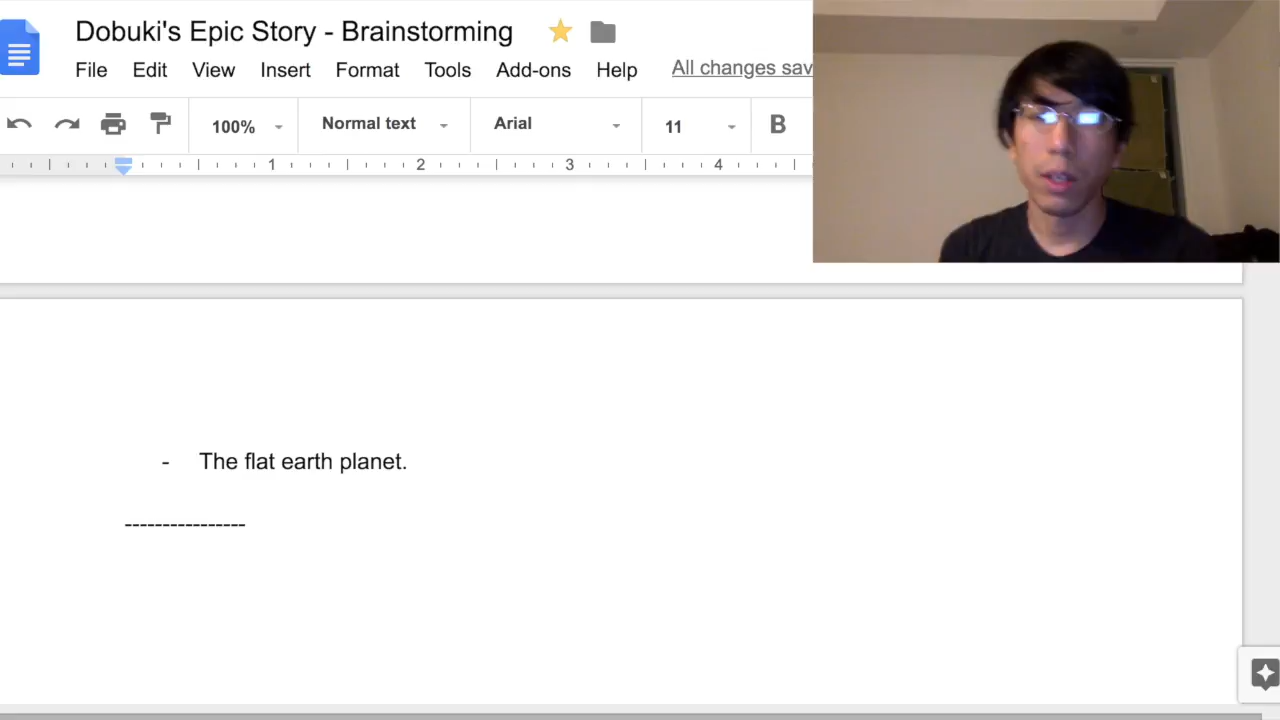 Dobuki's Epic Story - Brainstorming
File Edit View Insert Format Tools Add-ons Help All changes sav
100% Normal text Arial 11 B
1 2 3 4
- The flat earth planet.
----------------